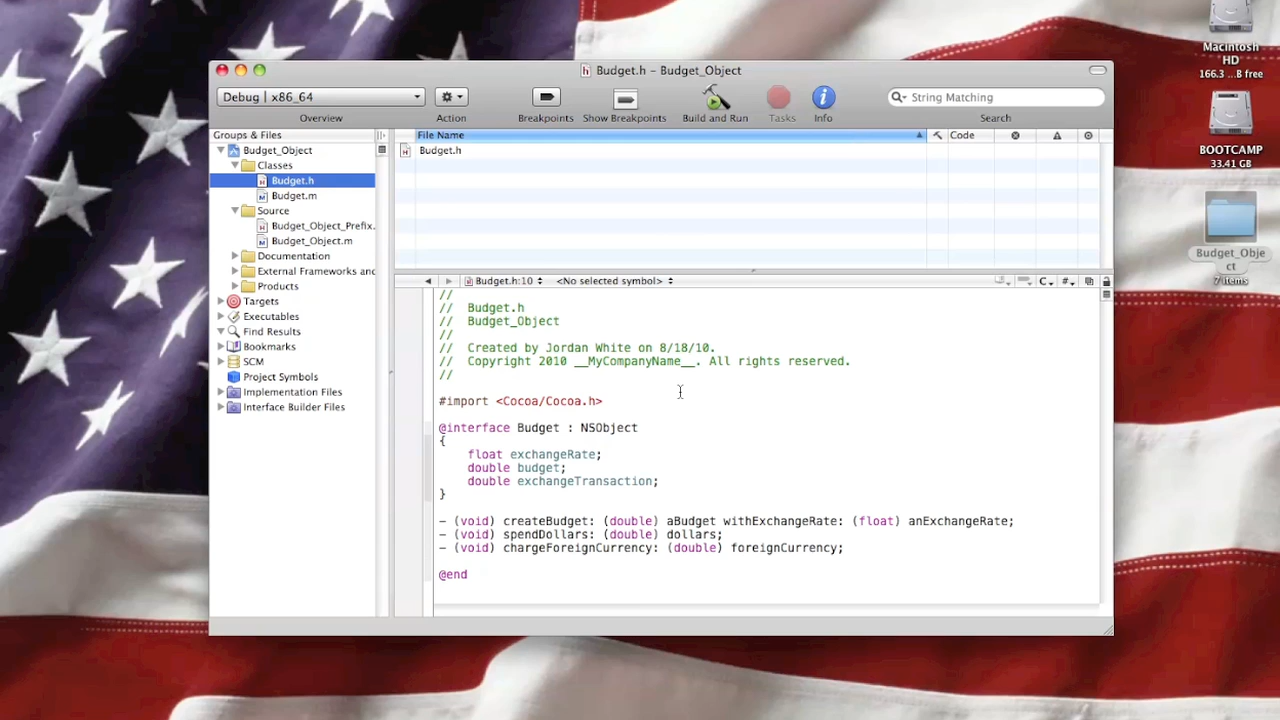 Macintosh
HD
166.3 ...B free
BOOTCAMP
33.41 GB
Budget_Obje
ct
7 items
Budget.h – Budget_Object
Debug | x86_64
String Matching
Overview
Action
Breakpoints
Show Breakpoints
Build and Run
Tasks
Info
Search
Groups & Files
File Name
Code
Budget_Object
Classes
Budget.h
Budget.m
Source
Budget_Object_Prefix.
Budget_Object.m
Documentation
External Frameworks and
Products
Targets
Executables
Find Results
Bookmarks
SCM
Project Symbols
Implementation Files
Interface Builder Files
Budget.h
Budget.h:10
<No selected symbol>
C
#
//
// Budget.h
// Budget_Object
//
// Created by Jordan White on 8/18/10.
// Copyright 2010 __MyCompanyName__. All rights reserved.
//
#import <Cocoa/Cocoa.h>
@interface Budget : NSObject
{
float exchangeRate;
double budget;
double exchangeTransaction;
}
- (void) createBudget: (double) aBudget withExchangeRate: (float) anExchangeRate;
- (void) spendDollars: (double) dollars;
- (void) chargeForeignCurrency: (double) foreignCurrency;
@end